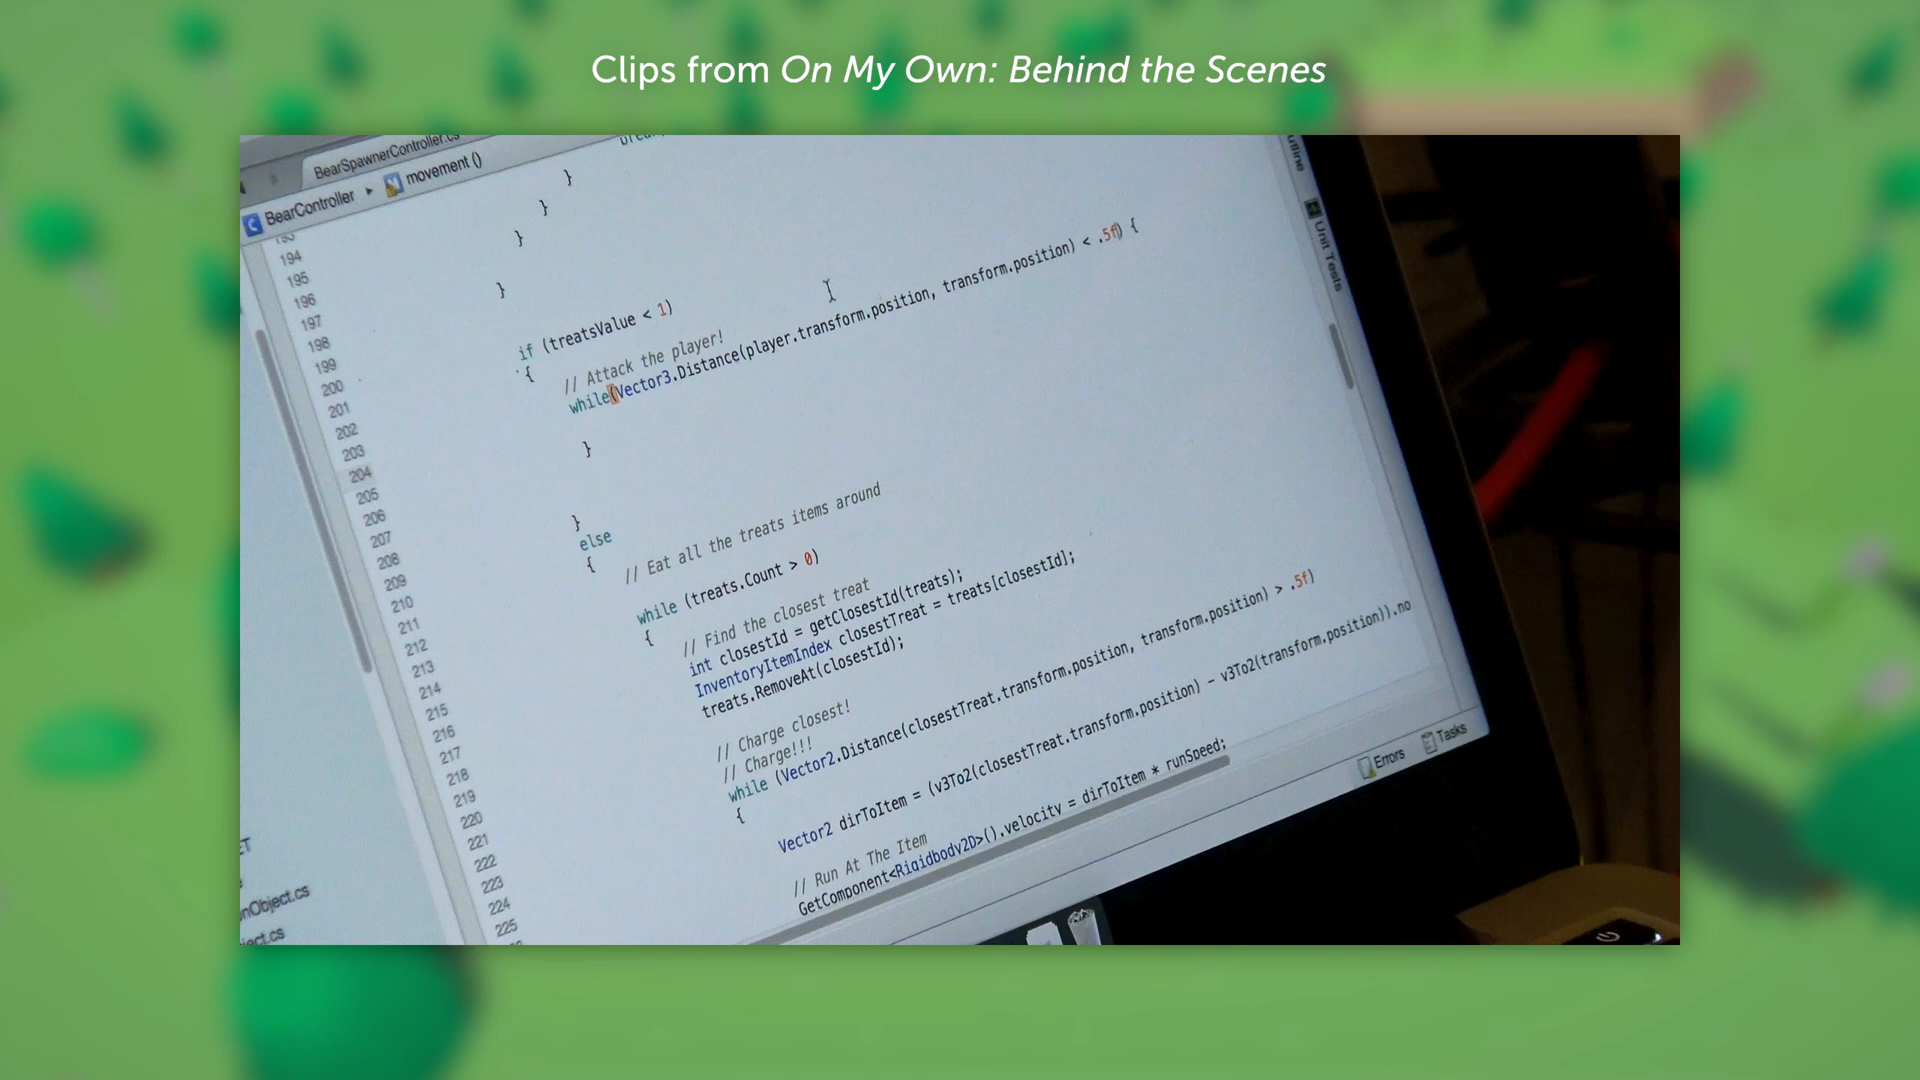 Clips from On My Own: Behind the Scenes
BearSpawnerController.cs
BearController ▸ movement ()
194
195
196
197
198
199
200
201
202
203
204
205
206
207
208
209
210
211
212
213
214
215
216
217
218
219
220
221
222
223
224
225
}
}
}
}
if (treatsValue < 1)
{
// Attack the player!
while(Vector3.Distance(player.transform.position, transform.position) < .5f) {
}
}
else
{
// Eat all the treats items around
while (treats.Count > 0)
{
// Find the closest treat
int closestId = getClosestId(treats);
InventoryItemIndex closestTreat = treats[closestId];
treats.RemoveAt(closestId);
// Charge closest!
// Charge!!!
while (Vector2.Distance(closestTreat.transform.position, transform.position) > .5f)
{
Vector2 dirToItem = (v3To2(closestTreat.transform.position) - v3To2(transform.position)).no
// Run At The Item
GetComponent<Rigidbody2D>().velocity = dirToItem * runSpeed;
Unit Tests
Errors
Tasks
nObject.cs
ject.cs